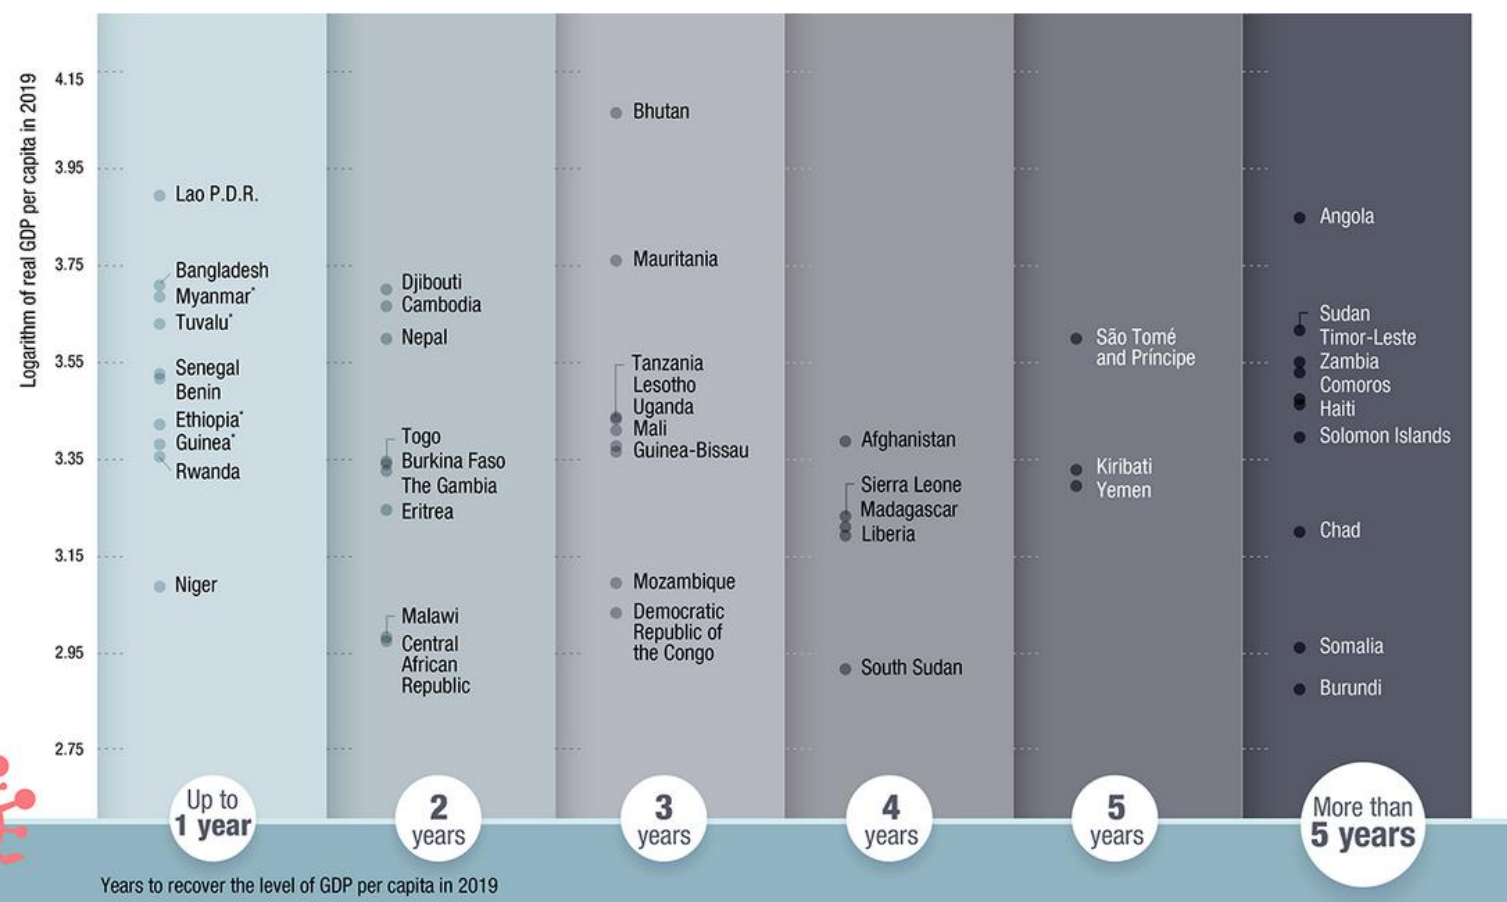 Logarithm of real GDP per capita in 2019
4.15
3.95
3.75
3.55
3.35
3.15
2.95
2.75
Lao P.D.R.
Bangladesh
Myanmar*
Tuvalu*
Senegal
Benin
Ethiopia*
Guinea*
Rwanda
Niger
Djibouti
Cambodia
Nepal
Togo
Burkina Faso
The Gambia
Eritrea
Malawi
Central
African
Republic
Bhutan
Mauritania
Tanzania
Lesotho
Uganda
Mali
Guinea-Bissau
Mozambique
Democratic
Republic of
the Congo
Afghanistan
Sierra Leone
Madagascar
Liberia
South Sudan
São Tomé
and Príncipe
Kiribati
Yemen
Angola
Sudan
Timor-Leste
Zambia
Comoros
Haiti
Solomon Islands
Chad
Somalia
Burundi
Up to
1 year
2
years
3
years
4
years
5
years
More than
5 years
Years to recover the level of GDP per capita in 2019